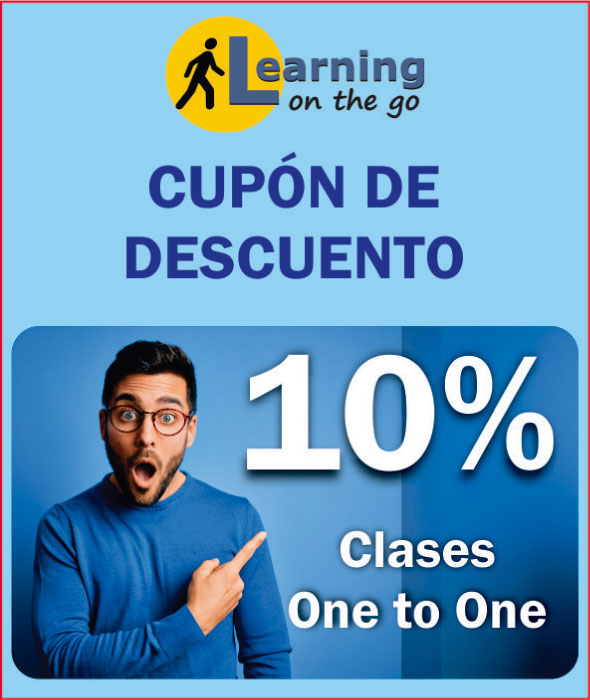 Learning
on the go
CUPÓN DE
DESCUENTO
10%
Clases
One to One